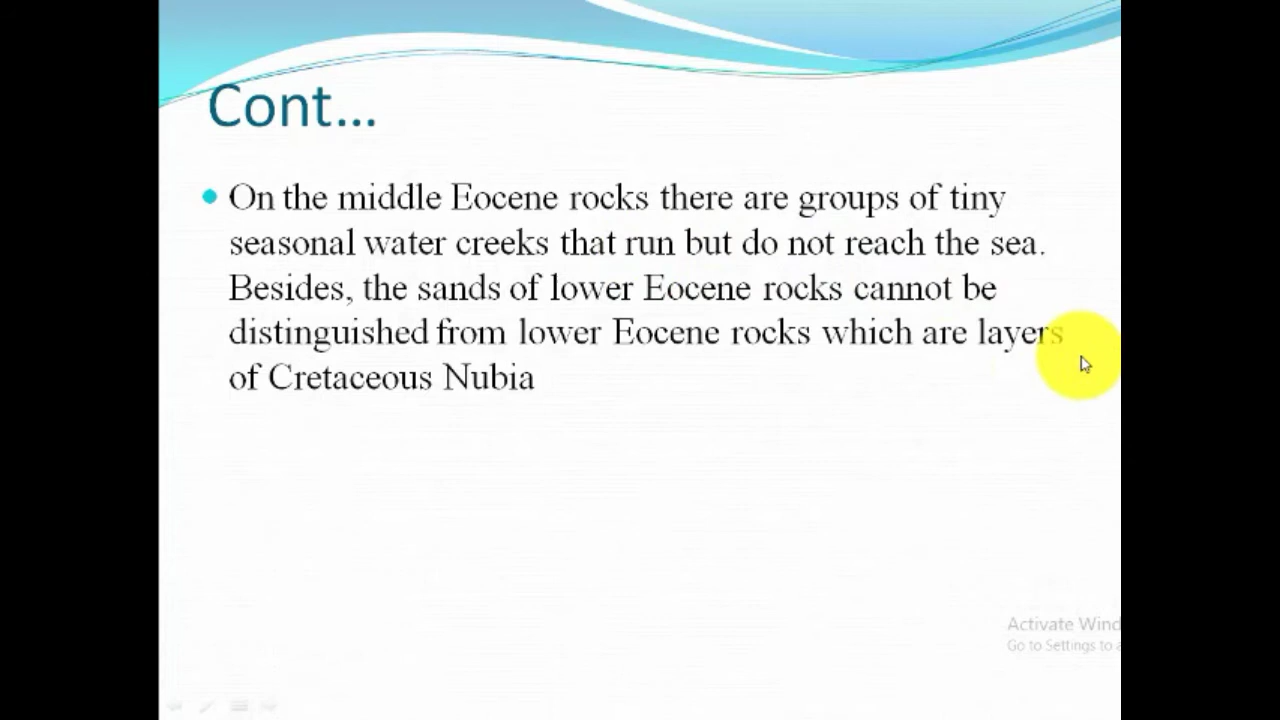 Cont...
On the middle Eocene rocks there are groups of tiny
seasonal water creeks that run but do not reach the sea.
Besides, the sands of lower Eocene rocks cannot be
distinguished from lower Eocene rocks which are layers
of Cretaceous Nubia
Activate Wind
Go to Settings to a